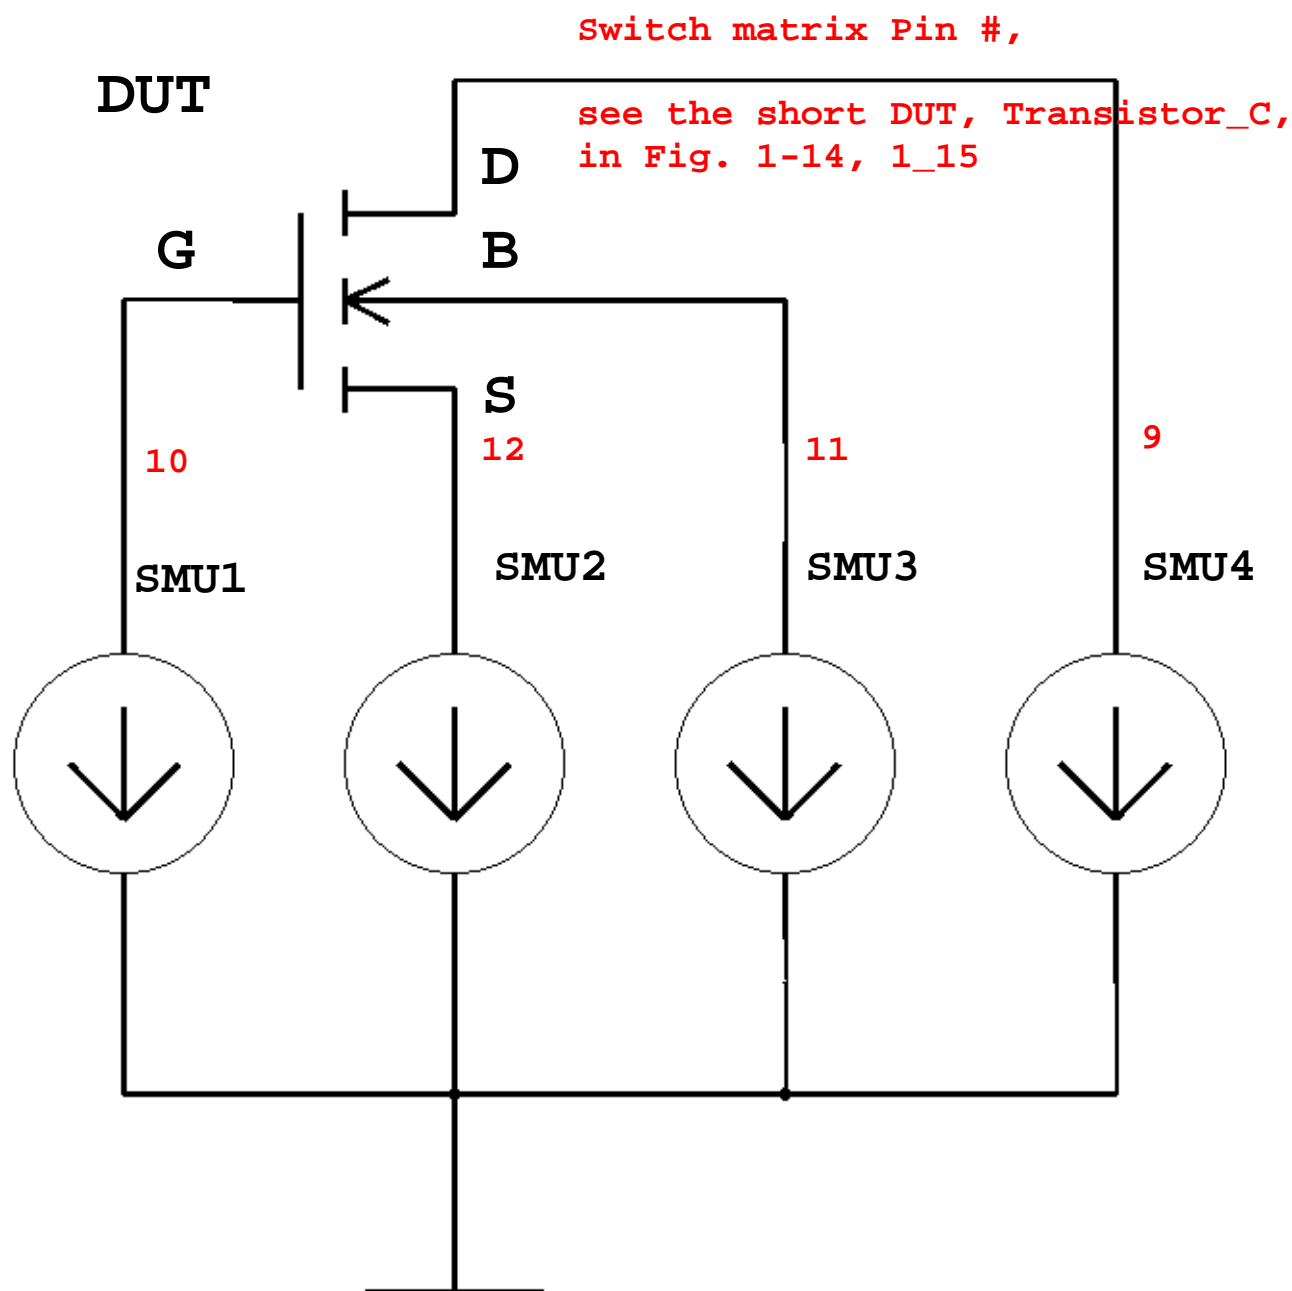 Switch matrix Pin #,
DUT
see the short DUT, Transistor_C,
in Fig. 1-14, 1_15
D
G
B
S
10
12
11
9
SMU1
SMU2
SMU3
SMU4